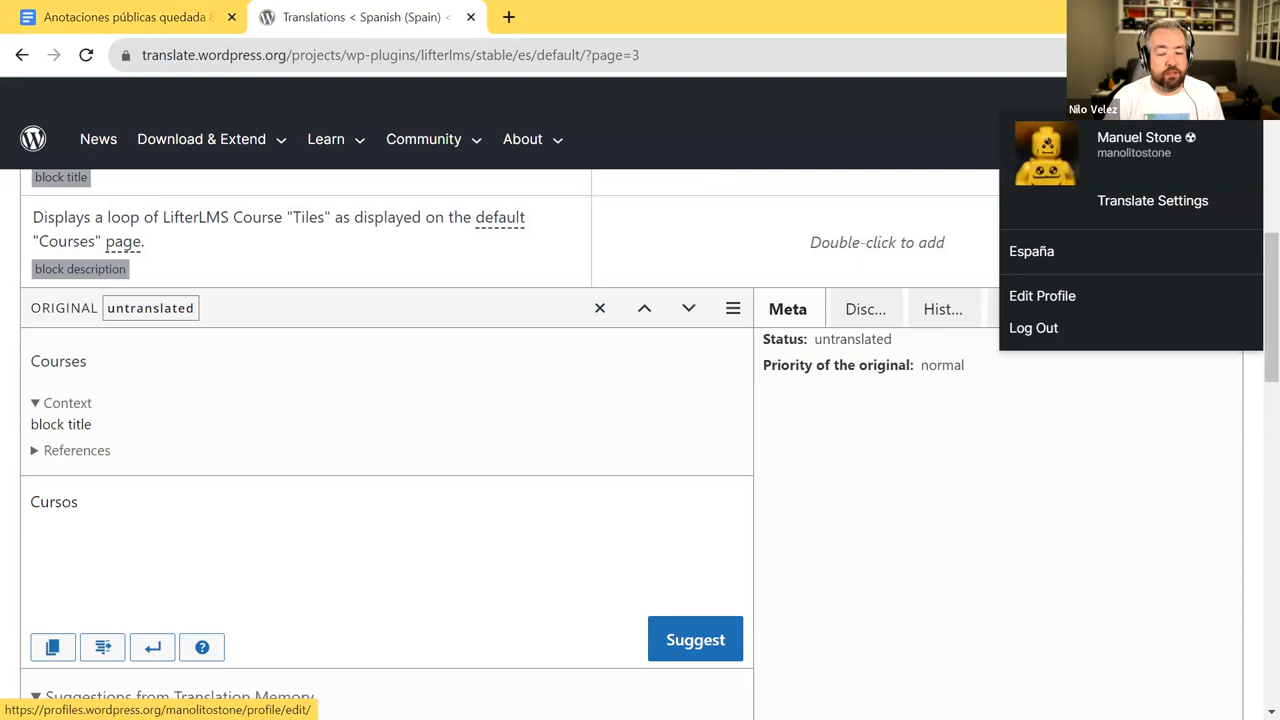 Anotaciones públicas quedada
Translations < Spanish (Spain) <
translate.wordpress.org/projects/wp-plugins/lifterlms/stable/es/default/?page=3
Nilo Velez
News Download & Extend Learn Community About
Manuel Stone ☢
manolitostone
Translate Settings
España
Edit Profile
Log Out
block title
Displays a loop of LifterLMS Course "Tiles" as displayed on the default
"Courses" page.
block description
Double-click to add
ORIGINAL untranslated
Meta Disc... Hist...
Status: untranslated
Priority of the original: normal
Courses
▼ Context
block title
▶ References
Cursos
Suggest
▼ Suggestions from Translation Memory
https://profiles.wordpress.org/manolitostone/profile/edit/